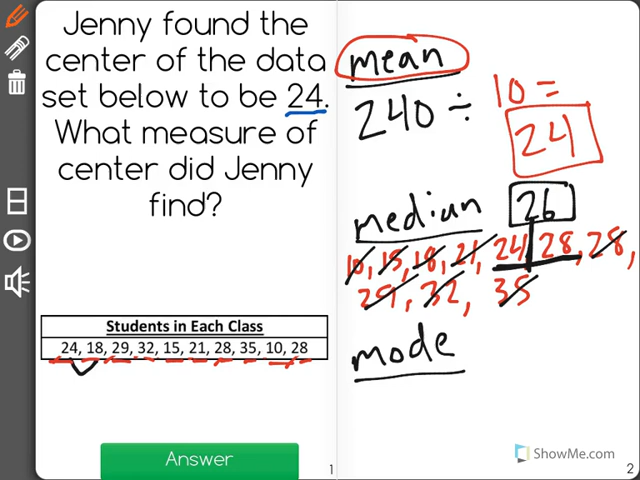 Jenny found the
center of the data
set below to be 24.
What measure of
center did Jenny
find?
Students in Each Class
24, 18, 29, 32, 15, 21, 28, 35, 10, 28
Answer
1
mean
240 ÷ 10 =
24
median 26
10, 15, 18, 21, 24 28, 28,
29, 32, 35
mode
ShowMe.com
2